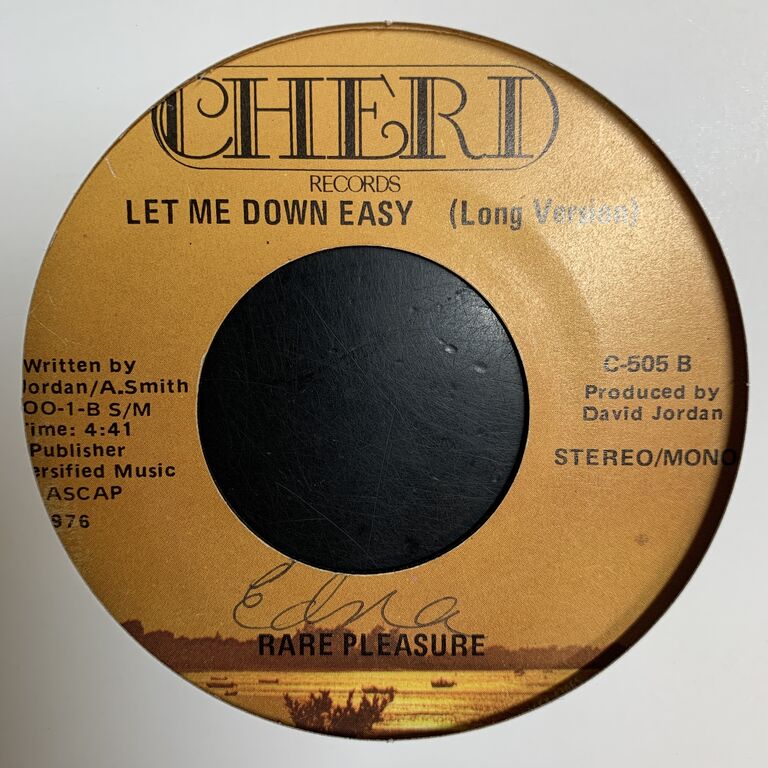 CHERI
RECORDS
LET ME DOWN EASY (Long Version)
Written by
Jordan/A.Smith
OO-1-B S/M
Time: 4:41
Publisher
ersified Music
ASCAP
976
C-505 B
Produced by
David Jordan
STEREO/MONO
Edna
RARE PLEASURE